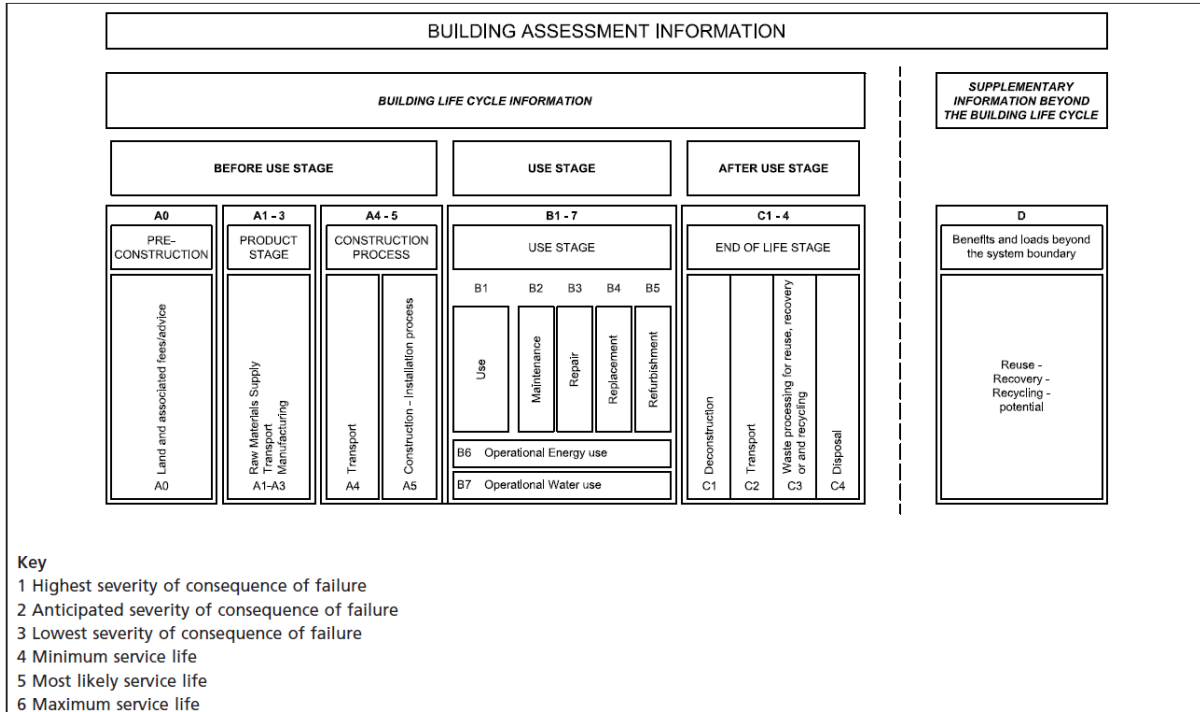 BUILDING ASSESSMENT INFORMATION
BUILDING LIFE CYCLE INFORMATION
SUPPLEMENTARY
INFORMATION BEYOND
THE BUILDING LIFE CYCLE
BEFORE USE STAGE
USE STAGE
AFTER USE STAGE
A0
PRE-
CONSTRUCTION
A1 - 3
PRODUCT
STAGE
A4 - 5
CONSTRUCTION
PROCESS
B1 - 7
USE STAGE
C1 - 4
END OF LIFE STAGE
D
Benefits and loads beyond
the system boundary
Land and associated fees/advice
A0
Raw Materials Supply
Transport
Manufacturing
A1-A3
Transport
A4
Construction - Installation process
A5
B1
Use
B2
Maintenance
B3
Repair
B4
Replacement
B5
Refurbishment
B6 Operational Energy use
B7 Operational Water use
Deconstruction
C1
Transport
C2
Waste processing for reuse, recovery
or and recycling
C3
Disposal
C4
Reuse -
Recovery -
Recycling -
potential
Key
1 Highest severity of consequence of failure
2 Anticipated severity of consequence of failure
3 Lowest severity of consequence of failure
4 Minimum service life
5 Most likely service life
6 Maximum service life